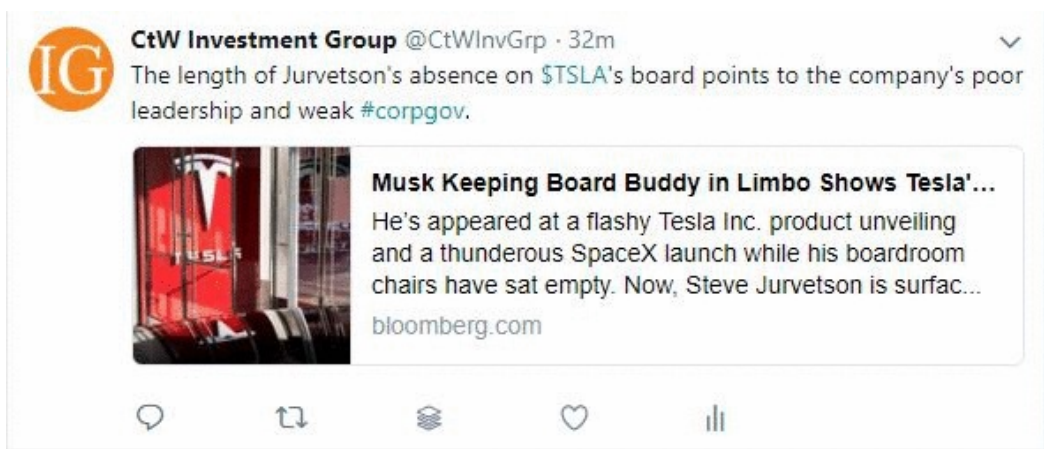 IG
CtW Investment Group @CtWInvGrp · 32m
The length of Jurvetson's absence on $TSLA's board points to the company's poor
leadership and weak #corpgov.
Musk Keeping Board Buddy in Limbo Shows Tesla'...
He's appeared at a flashy Tesla Inc. product unveiling
and a thunderous SpaceX launch while his boardroom
chairs have sat empty. Now, Steve Jurvetson is surfac...
bloomberg.com